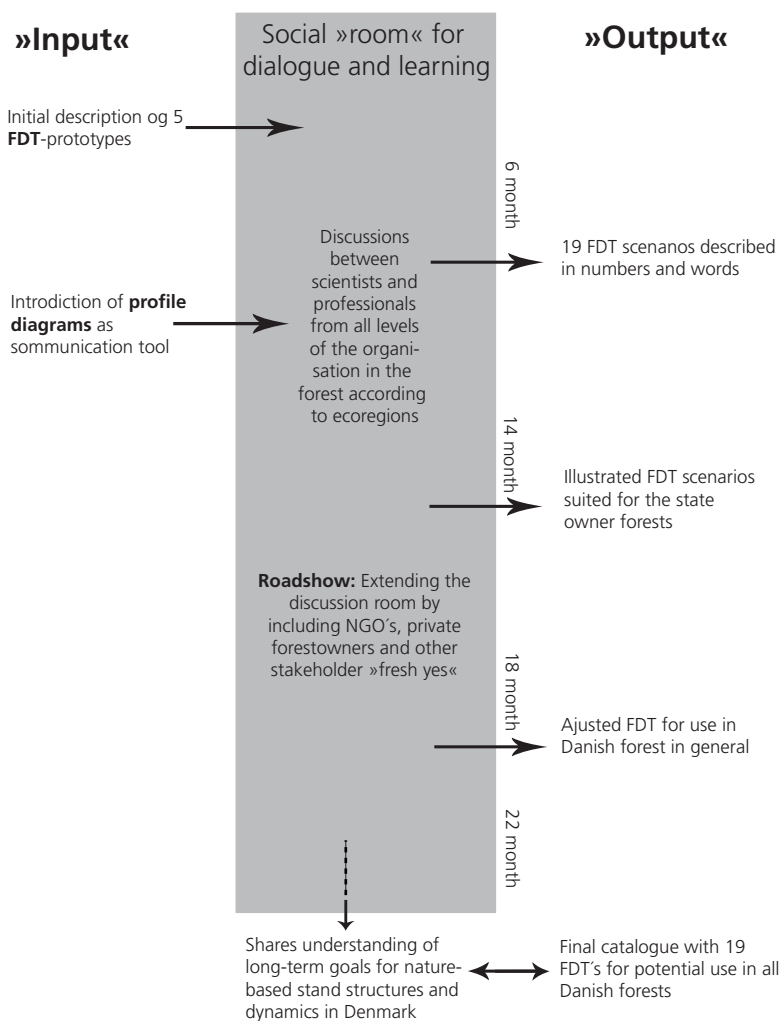 »Input«
Social »room« for
dialogue and learning
»Output«
Initial description og 5
FDT-prototypes
6 month
Discussions
between
scientists and
professionals
from all levels
of the organi-
sation in the
forest according
to ecoregions
19 FDT scenanos described
in numbers and words
Introdiction of profile
diagrams as
sommunication tool
14 month
Illustrated FDT scenarios
suited for the state
owner forests
Roadshow: Extending the
discussion room by
including NGO´s, private
forestowners and other
stakeholder »fresh yes«
18 month
Ajusted FDT for use in
Danish forest in general
22 month
Shares understanding of
long-term goals for nature-
based stand structures and
dynamics in Denmark
Final catalogue with 19
FDT´s for potential use in all
Danish forests